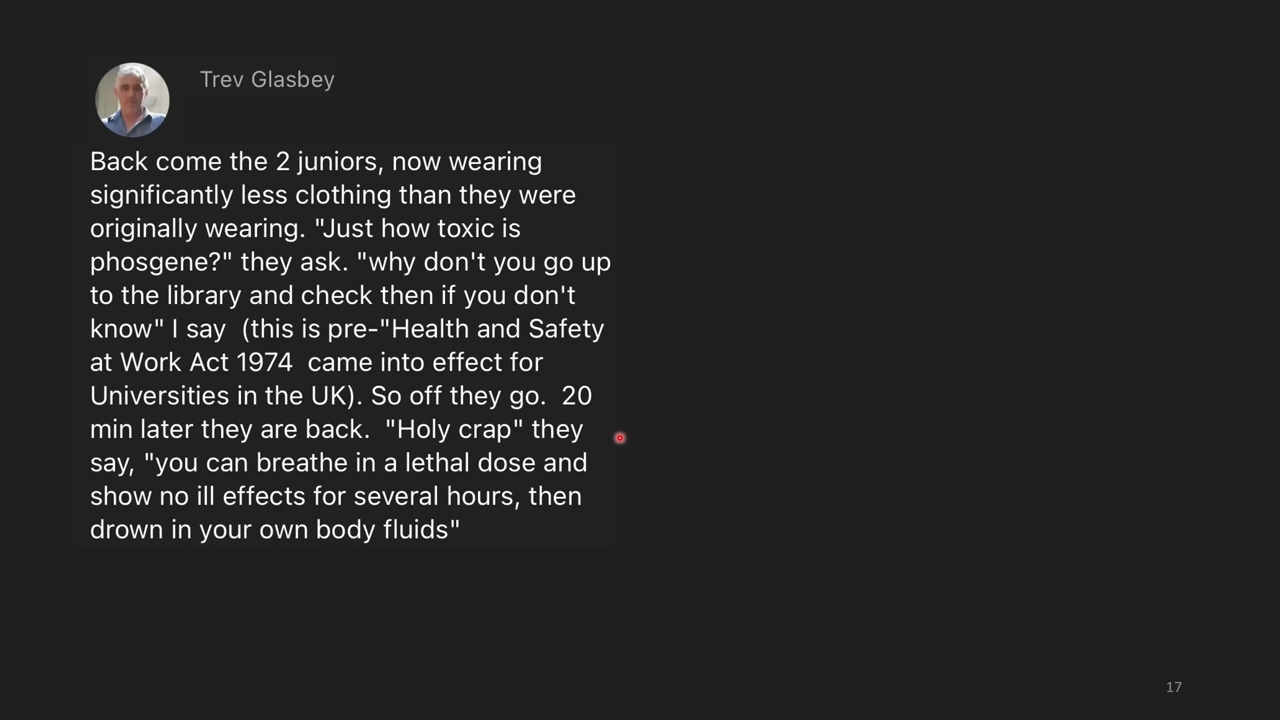 Trev Glasbey
Back come the 2 juniors, now wearing
significantly less clothing than they were
originally wearing. "Just how toxic is
phosgene?" they ask. "why don't you go up
to the library and check then if you don't
know" I say  (this is pre-"Health and Safety
at Work Act 1974  came into effect for
Universities in the UK). So off they go.  20
min later they are back.  "Holy crap" they
say, "you can breathe in a lethal dose and
show no ill effects for several hours, then
drown in your own body fluids"
17